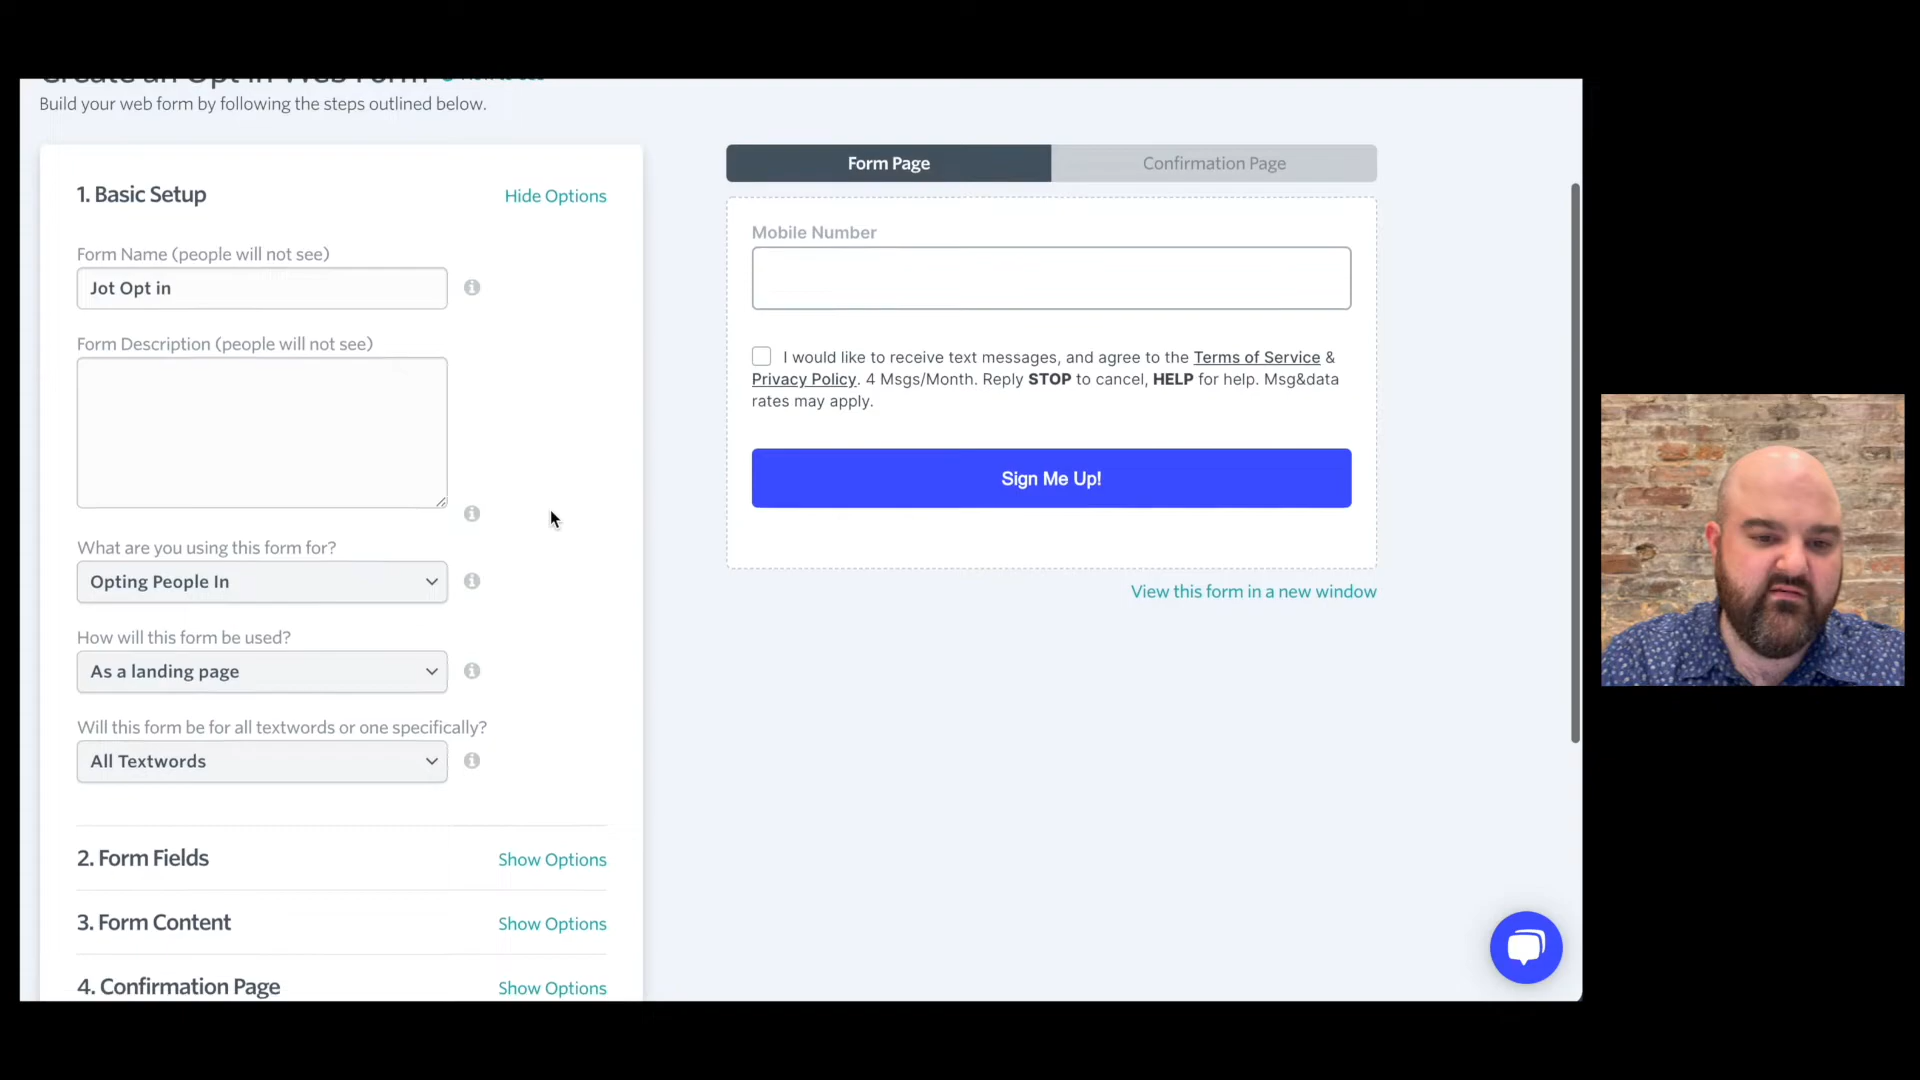 Create an Opt in Web Form
Build your web form by following the steps outlined below.
1. Basic Setup
Hide Options
Form Name (people will not see)
Jot Opt in
Form Description (people will not see)
What are you using this form for?
Opting People In
How will this form be used?
As a landing page
Will this form be for all textwords or one specifically?
All Textwords
2. Form Fields
Show Options
3. Form Content
Show Options
4. Confirmation Page
Show Options
Form Page
Confirmation Page
Mobile Number
I would like to receive text messages, and agree to the Terms of Service &
Privacy Policy. 4 Msgs/Month. Reply STOP to cancel, HELP for help. Msg&data
rates may apply.
Sign Me Up!
View this form in a new window